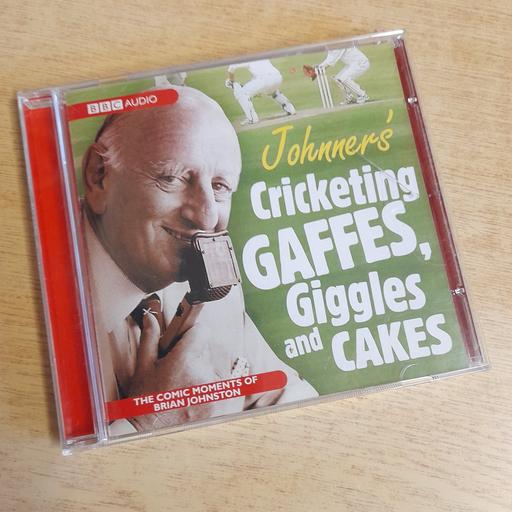 BBC AUDIO
Johnners'
Cricketing
GAFFES,
Giggles
and CAKES
THE COMIC MOMENTS OF
BRIAN JOHNSTON